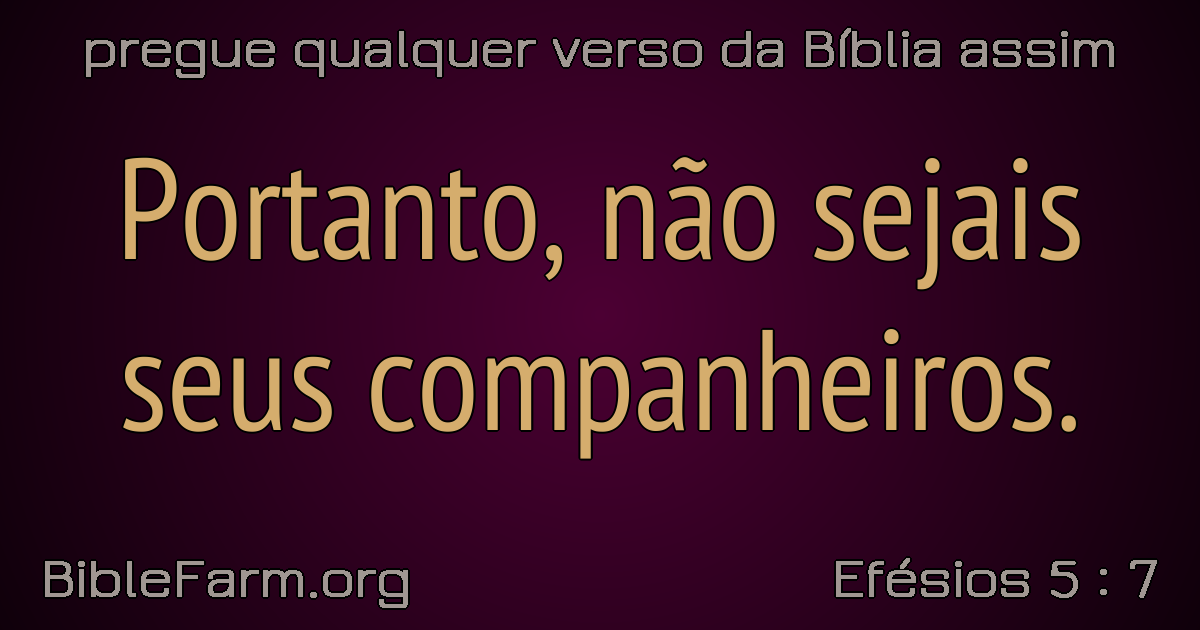 pregue qualquer verso da Bíblia assim
Portanto, não sejais
seus companheiros.
BibleFarm.org
Efésios 5 : 7